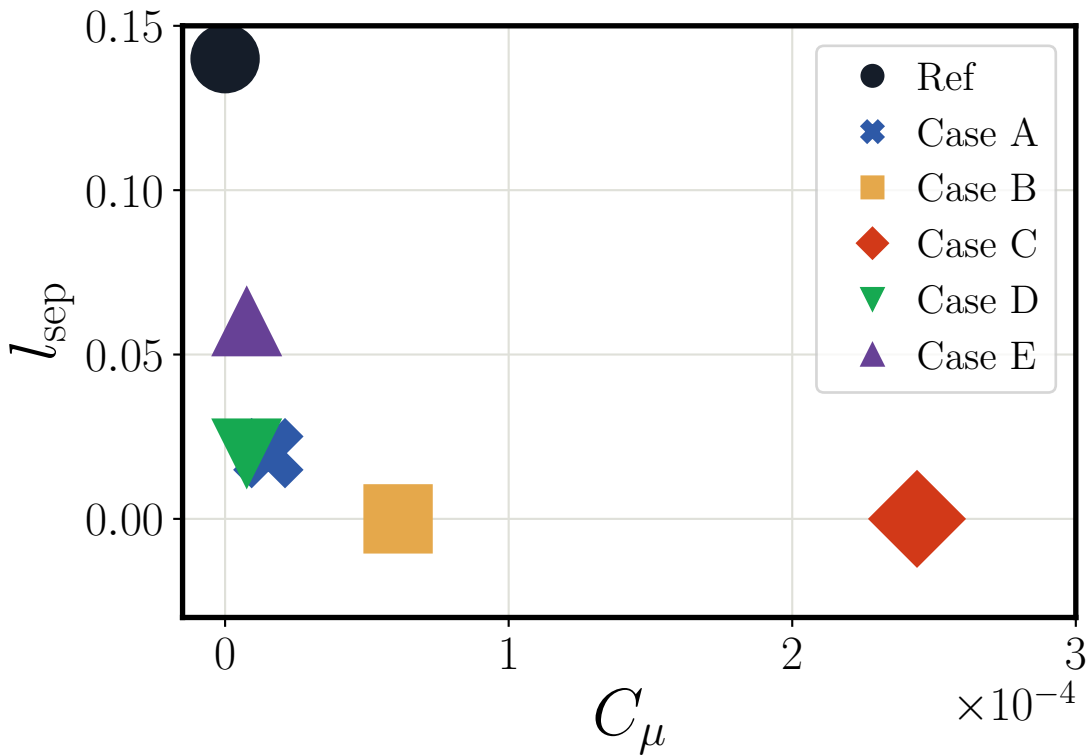 0.15
0.10
0.05
0.00
l_sep
Ref
Case A
Case B
Case C
Case D
Case E
0 1 2 3
×10⁻⁴
C_μ